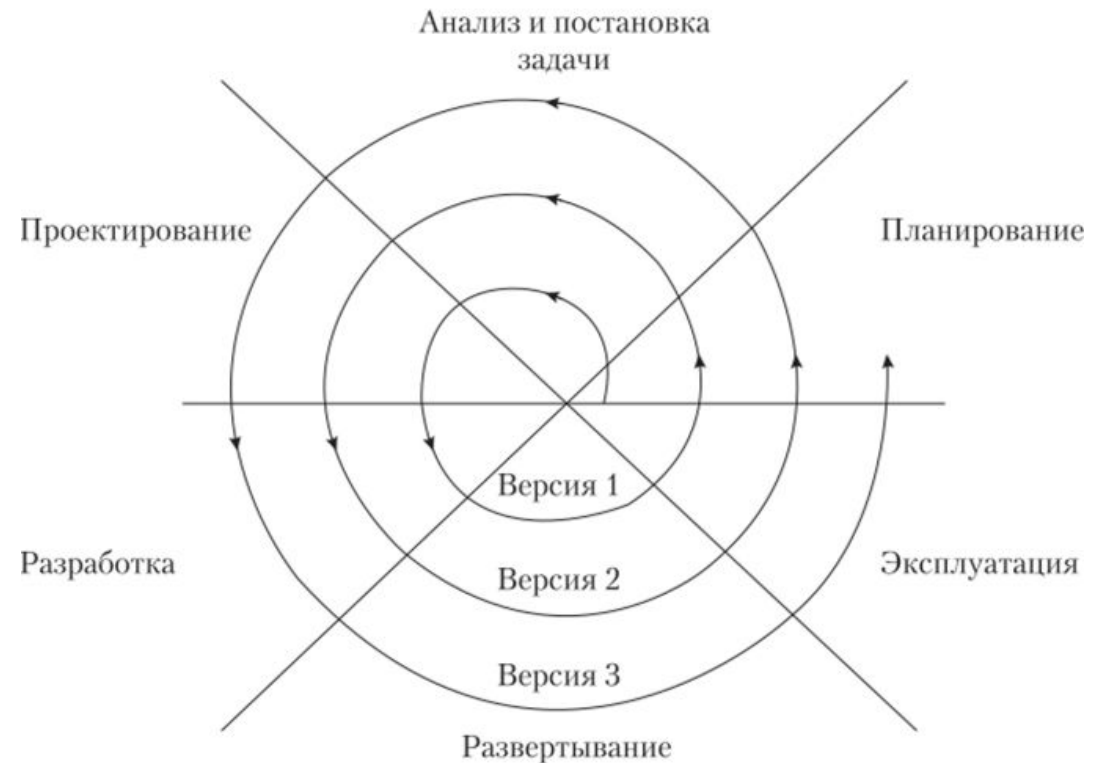 Анализ и постановка
задачи
Проектирование
Планирование
Версия 1
Разработка
Версия 2
Эксплуатация
Версия 3
Развертывание